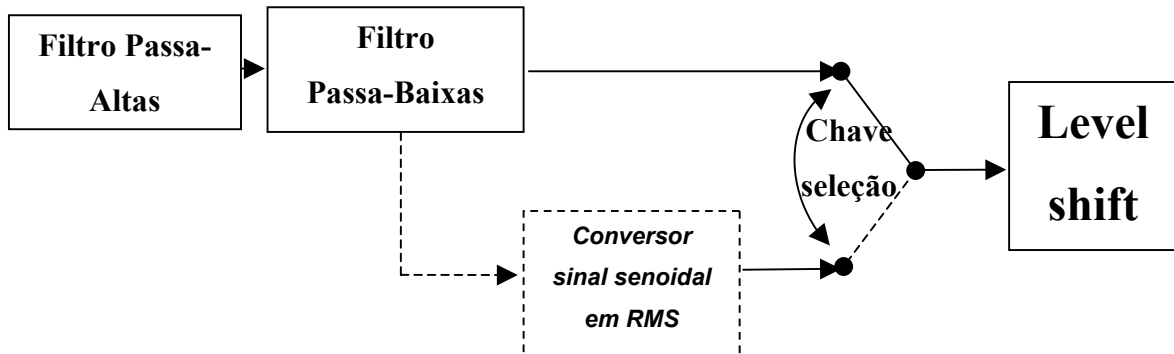 Filtro Passa-
Altas
Filtro
Passa-Baixas
Chave
seleção
Level
shift
Conversor
sinal senoidal
em RMS